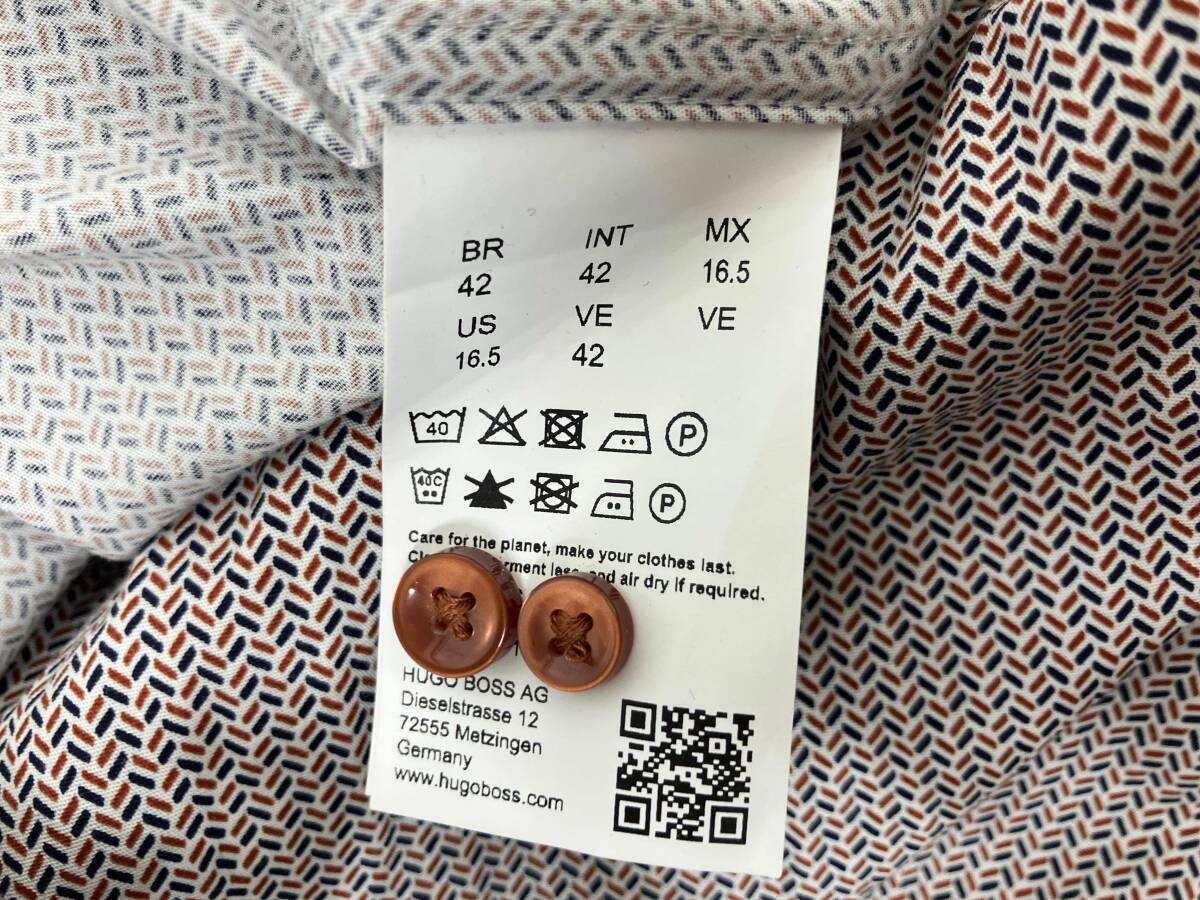 BR INT MX
42 42 16.5
US VE VE
16.5 42
40 P
40C P
Care for the planet, make your clothes last.
and air dry if required.
HUGO BOSS AG
Dieselstrasse 12
72555 Metzingen
Germany
www.hugoboss.com